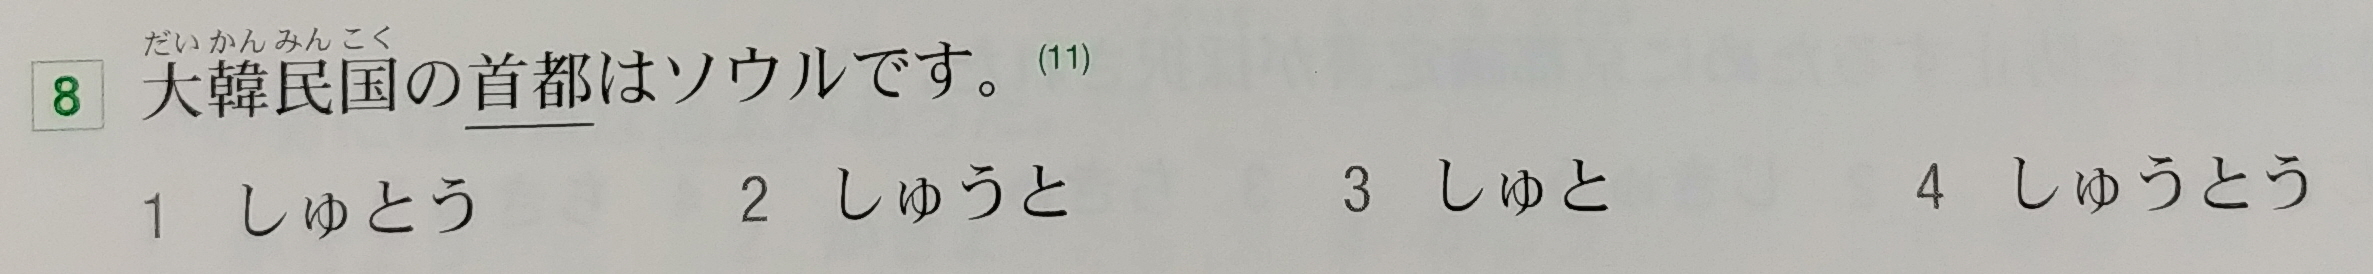 だいかんみんこく
8 大韓民国の首都はソウルです。(11)
1 しゅとう 2 しゅうと 3 しゅと 4 しゅうとう